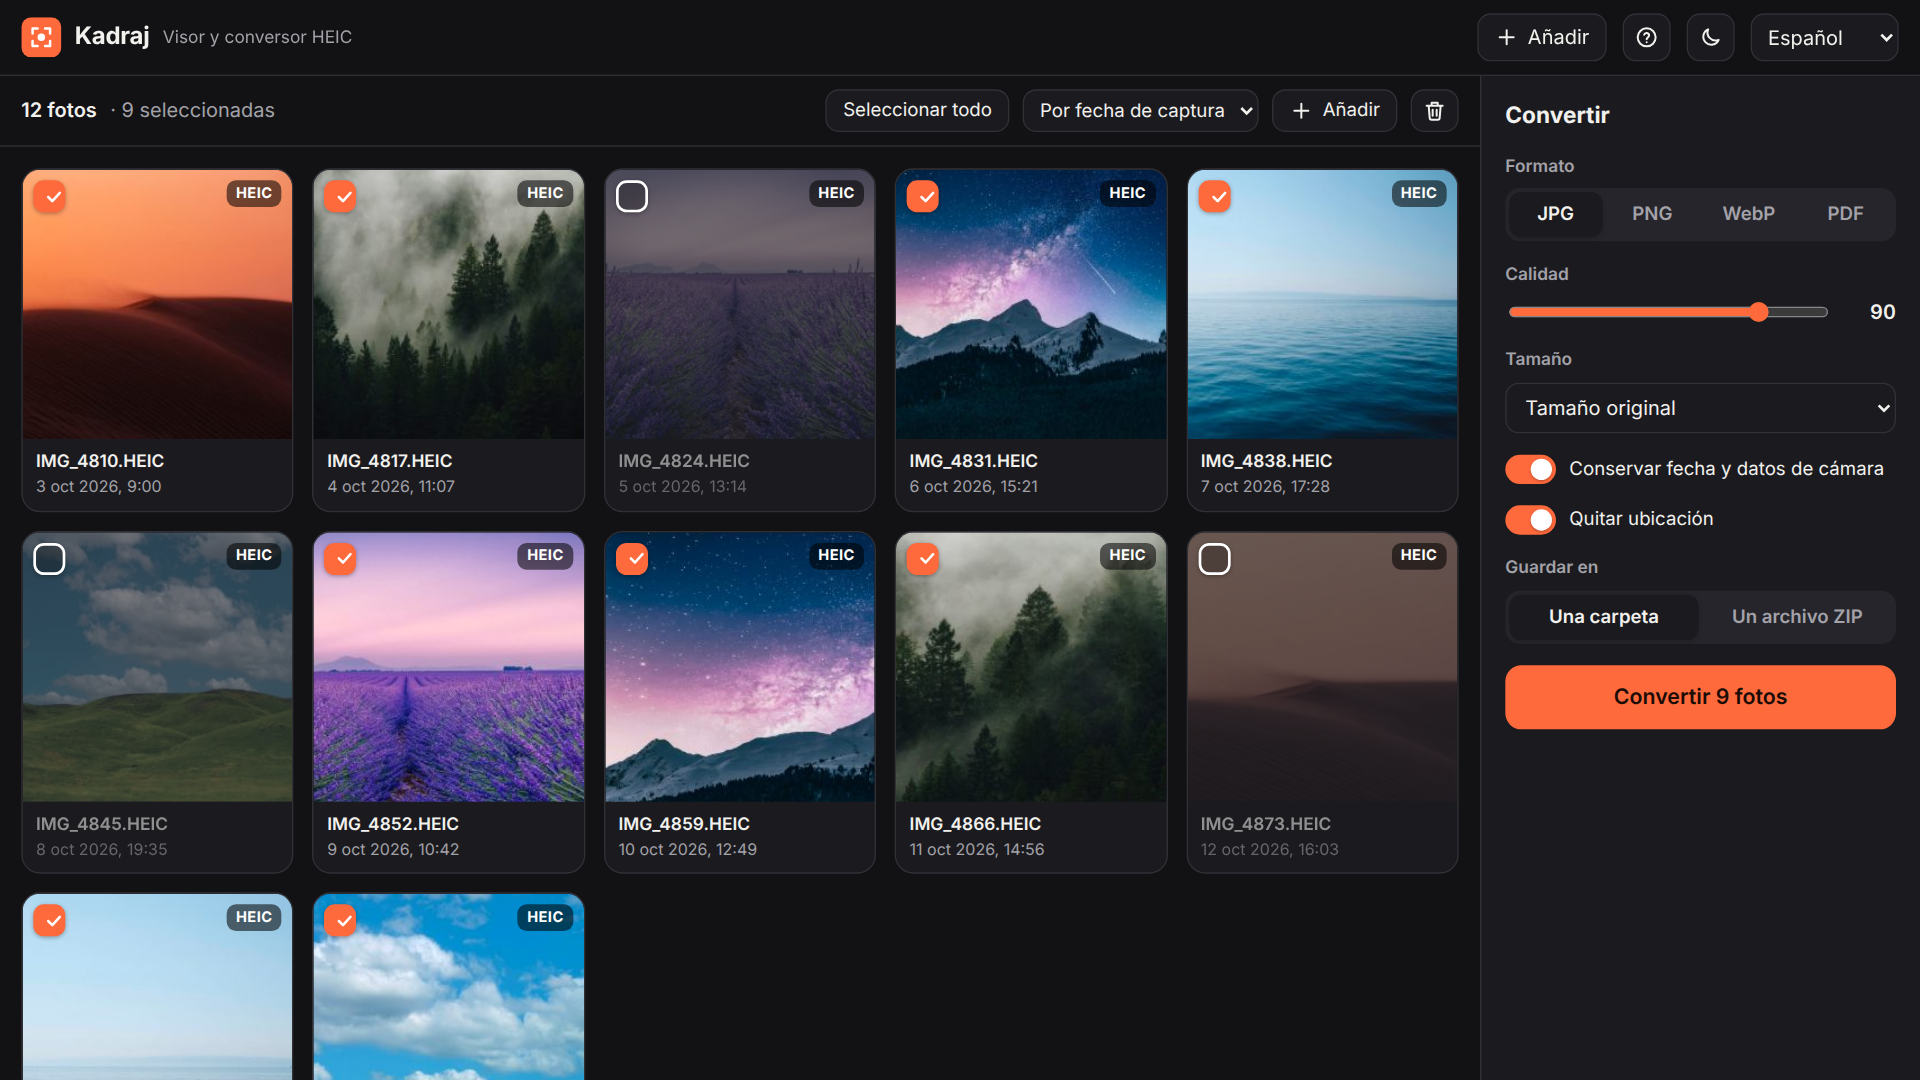 Kadraj Visor y conversor HEIC
Añadir
Español
12 fotos · 9 seleccionadas
Seleccionar todo
Por fecha de captura
Añadir
HEIC
IMG_4810.HEIC
3 oct 2026, 9:00
HEIC
IMG_4817.HEIC
4 oct 2026, 11:07
HEIC
IMG_4824.HEIC
5 oct 2026, 13:14
HEIC
IMG_4831.HEIC
6 oct 2026, 15:21
HEIC
IMG_4838.HEIC
7 oct 2026, 17:28
HEIC
IMG_4845.HEIC
8 oct 2026, 19:35
HEIC
IMG_4852.HEIC
9 oct 2026, 10:42
HEIC
IMG_4859.HEIC
10 oct 2026, 12:49
HEIC
IMG_4866.HEIC
11 oct 2026, 14:56
HEIC
IMG_4873.HEIC
12 oct 2026, 16:03
HEIC
HEIC
Convertir
Formato
JPG PNG WebP PDF
Calidad
90
Tamaño
Tamaño original
Conservar fecha y datos de cámara
Quitar ubicación
Guardar en
Una carpeta Un archivo ZIP
Convertir 9 fotos